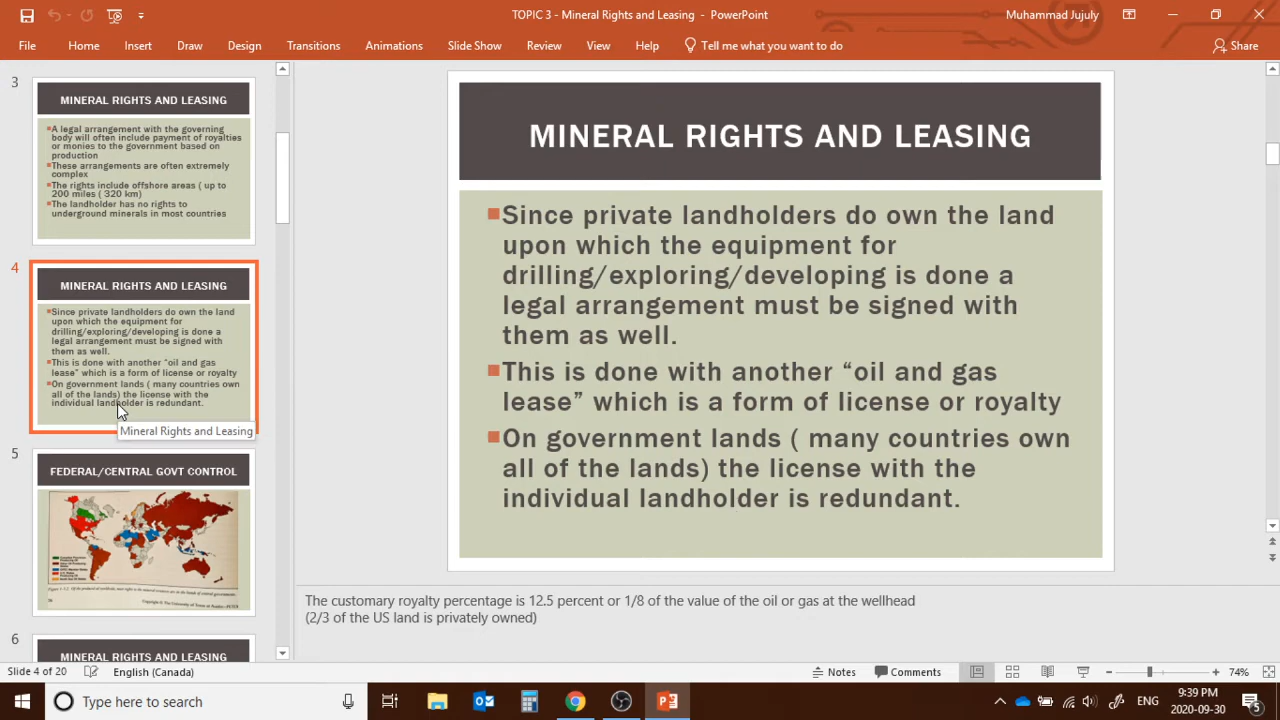 TOPIC 3 - Mineral Rights and Leasing - PowerPoint
Muhammad Jujuly
File Home Insert Draw Design Transitions Animations Slide Show Review View Help Tell me what you want to do Share
3
MINERAL RIGHTS AND LEASING
A legal arrangement with the governing
body will often include payment of royalties
or monies to the government based on
production
These arrangements are often extremely
complex
The rights include offshore areas ( up to
200 miles ( 320 km)
The landholder has no rights to
underground minerals in most countries
4
MINERAL RIGHTS AND LEASING
Since private landholders do own the land
upon which the equipment for
drilling/exploring/developing is done a
legal arrangement must be signed with
them as well.
This is done with another “oil and gas
lease” which is a form of license or royalty
On government lands ( many countries own
all of the lands) the license with the
individual landholder is redundant.
Mineral Rights and Leasing
5
FEDERAL/CENTRAL GOVT CONTROL
6
MINERAL RIGHTS AND LEASING
MINERAL RIGHTS AND LEASING
Since private landholders do own the land
upon which the equipment for
drilling/exploring/developing is done a
legal arrangement must be signed with
them as well.
This is done with another “oil and gas
lease” which is a form of license or royalty
On government lands ( many countries own
all of the lands) the license with the
individual landholder is redundant.
The customary royalty percentage is 12.5 percent or 1/8 of the value of the oil or gas at the wellhead
(2/3 of the US land is privately owned)
Slide 4 of 20 English (Canada) Notes Comments 74%
Type here to search
ENG
9:39 PM
2020-09-30
5